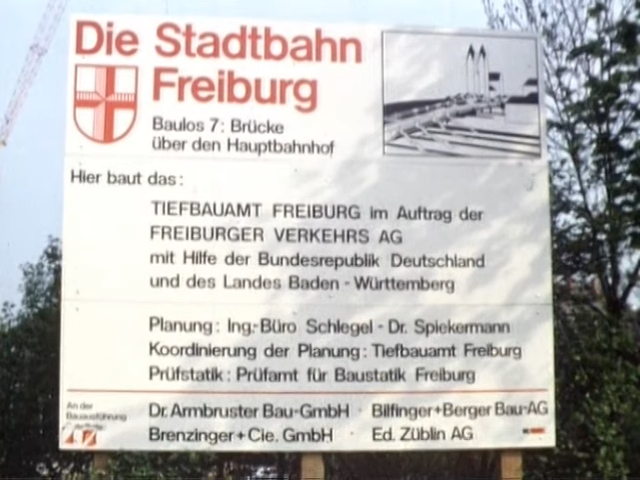 Die Stadtbahn
Freiburg
Baulos 7: Brücke
über den Hauptbahnhof
Hier baut das:
TIEFBAUAMT FREIBURG im Auftrag der
FREIBURGER VERKEHRS AG
mit Hilfe der Bundesrepublik Deutschland
und des Landes Baden - Württemberg
Planung: Ing.-Büro Schlegel - Dr. Spiekermann
Koordinierung der Planung: Tiefbauamt Freiburg
Prüfstatik: Prüfamt für Baustatik Freiburg
An der
Bauausführung
Dr. Armbruster Bau-GmbH · Bilfinger+Berger Bau-AG
Brenzinger+Cie. GmbH · Ed. Züblin AG